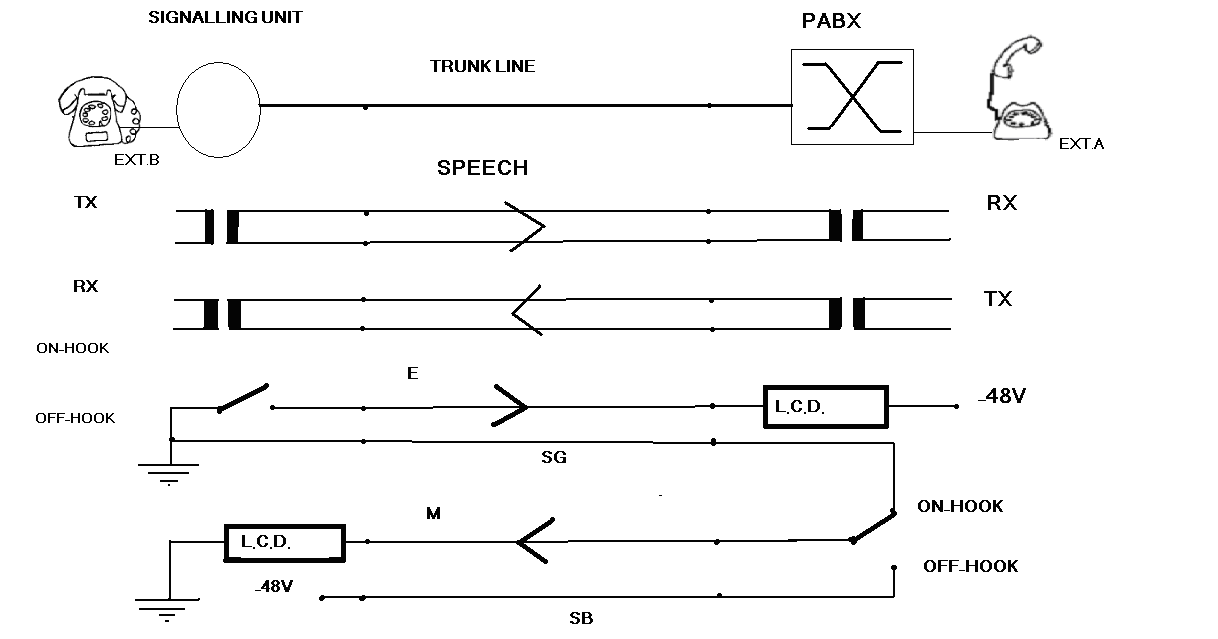 SIGNALLING UNIT
PABX
TRUNK LINE
EXT.B
EXT.A
SPEECH
TX
RX
RX
TX
ON-HOOK
E
OFF-HOOK
L.C.D.
-48V
SG
M
ON-HOOK
L.C.D.
OFF-HOOK
-48V
SB